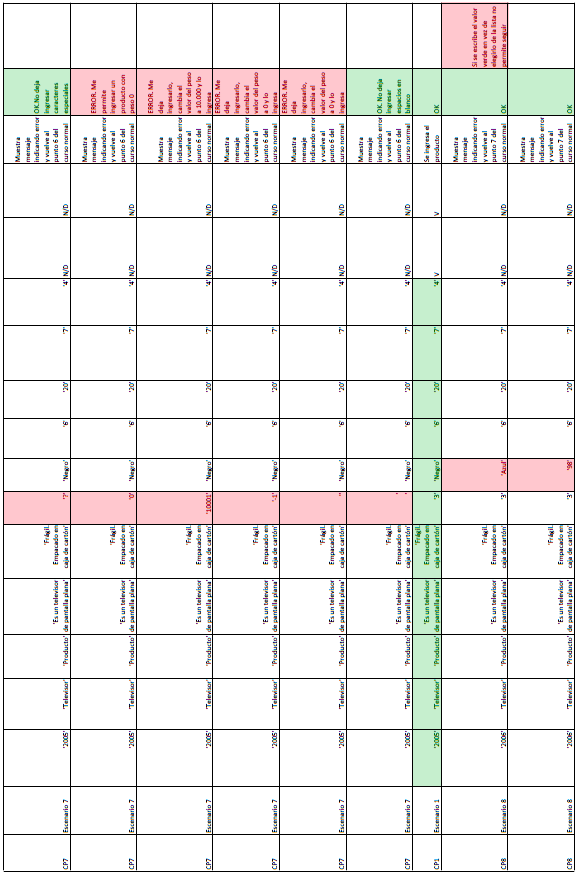 CP7 Escenario 7 '2005' 'Televisor' 'Producto' 'Es un televisor de pantalla plana' 'Frágil. Empacado en caja de cartón' '?' 'Negro' '6' '20' '7' '4' N/D N/D Muestra mensaje indicando error y vuelve al punto 6 del curso normal OK. No deja ingresar caracteres especiales
CP7 Escenario 7 '2005' 'Televisor' 'Producto' 'Es un televisor de pantalla plana' 'Frágil. Empacado en caja de cartón' '0' 'Negro' '6' '20' '7' '4' N/D N/D Muestra mensaje indicando error y vuelve al punto 6 del curso normal ERROR. Me permite ingresar un producto con peso 0
CP7 Escenario 7 '2005' 'Televisor' 'Producto' 'Es un televisor de pantalla plana' 'Frágil. Empacado en caja de cartón' '10001' 'Negro' '6' '20' '7' '4' N/D N/D Muestra mensaje indicando error y vuelve al punto 6 del curso normal ERROR. Me deja ingresarlo, cambia el valor del peso a 10.000 y lo ingresa
CP7 Escenario 7 '2005' 'Televisor' 'Producto' 'Es un televisor de pantalla plana' 'Frágil. Empacado en caja de cartón' '-1' 'Negro' '6' '20' '7' '4' N/D N/D Muestra mensaje indicando error y vuelve al punto 6 del curso normal ERROR. Me deja ingresarlo, cambia el valor del peso a 0 y lo ingresa
CP7 Escenario 7 '2005' 'Televisor' 'Producto' 'Es un televisor de pantalla plana' 'Frágil. Empacado en caja de cartón' '' 'Negro' '6' '20' '7' '4' N/D N/D Muestra mensaje indicando error y vuelve al punto 6 del curso normal ERROR. Me deja ingresarlo, cambia el valor del peso a 0 y lo ingresa
CP7 Escenario 7 '2005' 'Televisor' 'Producto' 'Es un televisor de pantalla plana' 'Frágil. Empacado en caja de cartón' ' ' 'Negro' '6' '20' '7' '4' N/D N/D Muestra mensaje indicando error y vuelve al punto 6 del curso normal OK. No deja ingresar espacios en blanco
CP1 Escenario 1 '2005' 'Televisor' 'Producto' 'Es un televisor de pantalla plana' 'Frágil. Empacado en caja de cartón' '3' 'Negro' '6' '20' '7' '4' V V Se ingresa el producto OK
CP8 Escenario 8 '2006' 'Televisor' 'Producto' 'Es un televisor de pantalla plana' 'Frágil. Empacado en caja de cartón' '3' 'Azul' '6' '20' '7' '4' N/D N/D Muestra mensaje indicando error y vuelve al punto 7 del curso normal OK Si se escribe el valor verde en vez de elegirlo de la lista no permite seguir
CP8 Escenario 8 '2006' 'Televisor' 'Producto' 'Es un televisor de pantalla plana' 'Frágil. Empacado en caja de cartón' '3' '98' '6' '20' '7' '4' N/D N/D Muestra mensaje indicando error y vuelve al punto 7 del curso normal OK